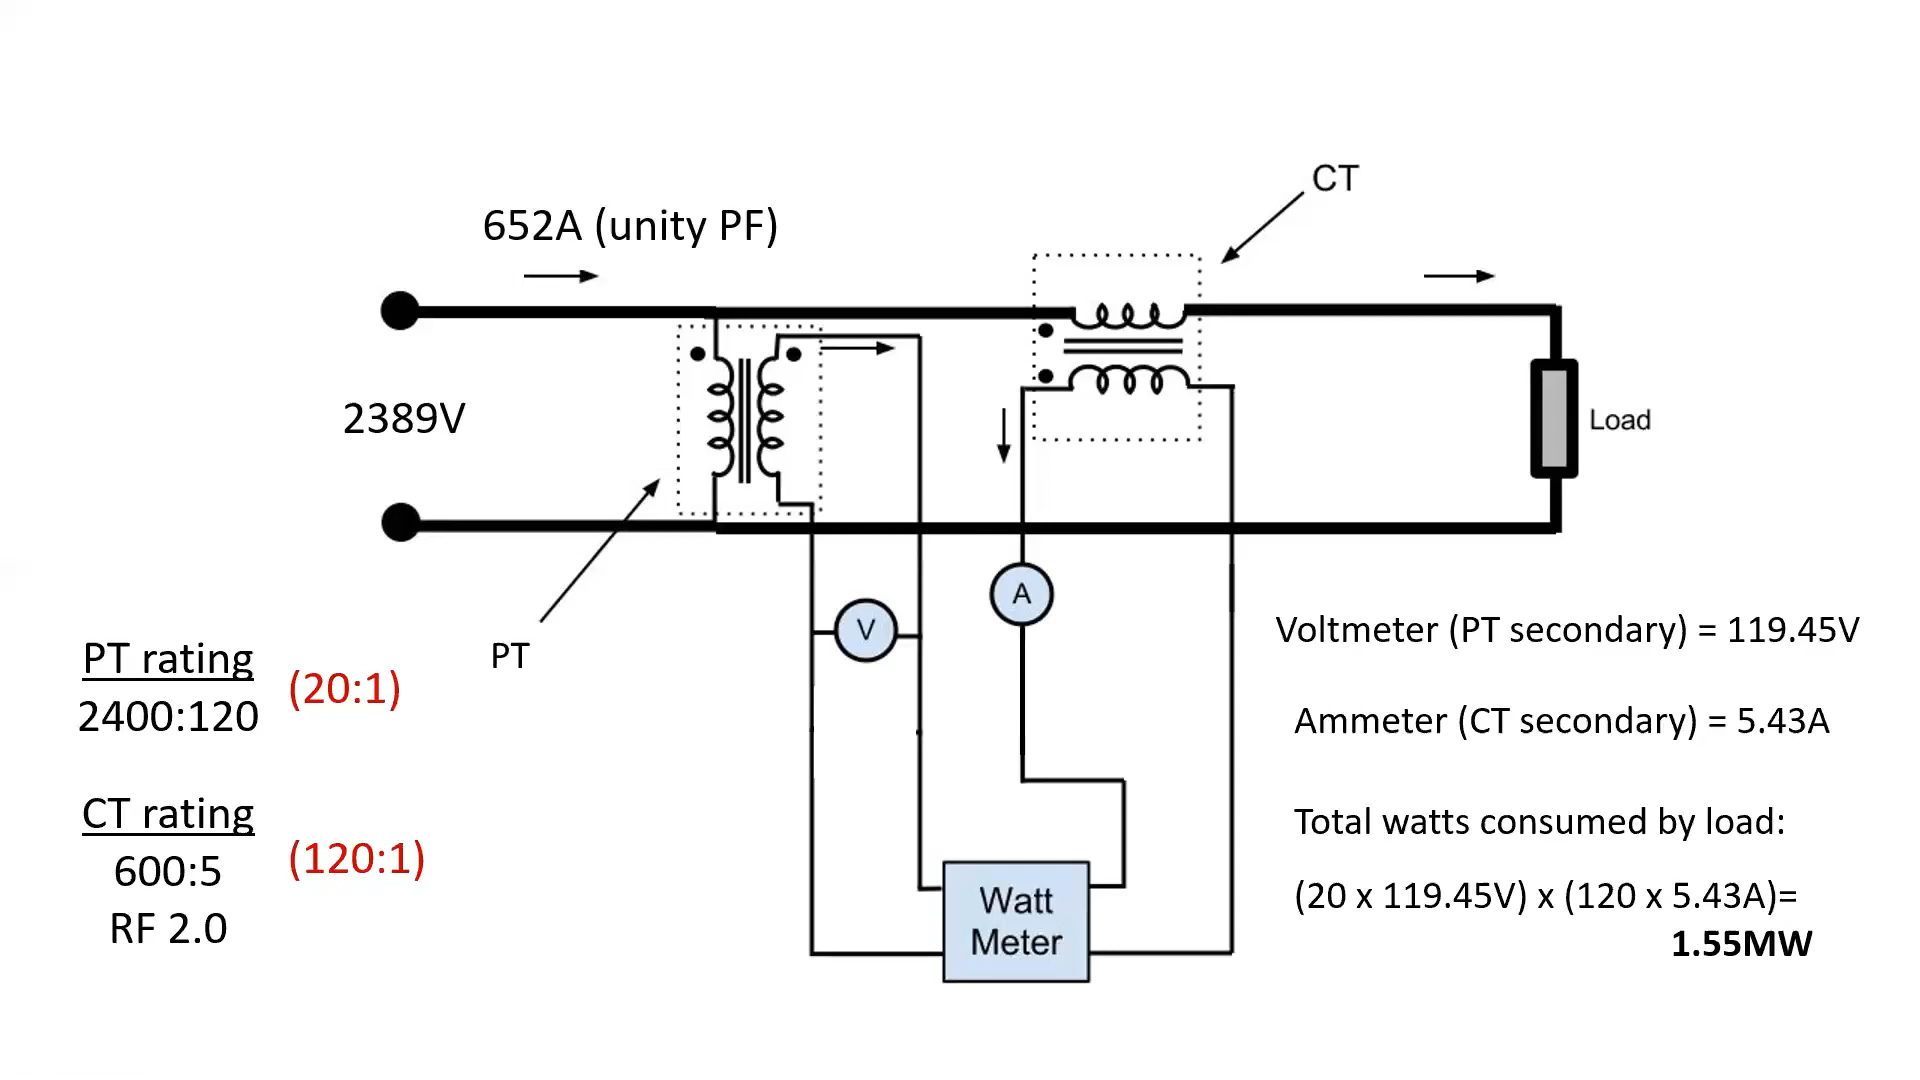 CT
652A (unity PF)
2389V
Load
A
V
PT
PT rating
2400:120
(20:1)
CT rating
600:5
RF 2.0
(120:1)
Watt
Meter
Voltmeter (PT secondary) = 119.45V
Ammeter (CT secondary) = 5.43A
Total watts consumed by load:
(20 x 119.45V) x (120 x 5.43A)=
1.55MW